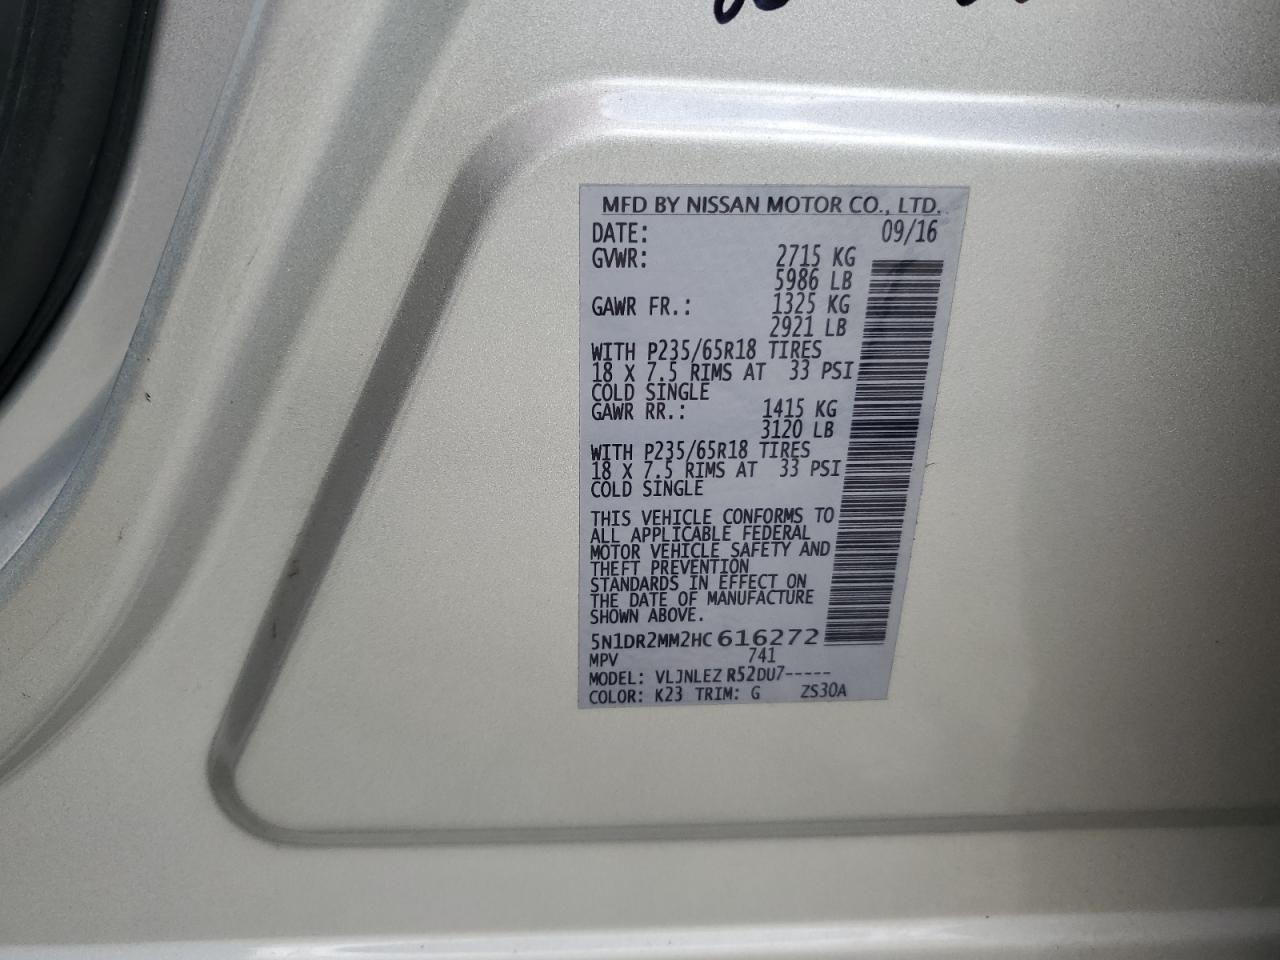 MFD BY NISSAN MOTOR CO., LTD.
DATE: 09/16
GVWR: 2715 KG
5986 LB
GAWR FR.: 1325 KG
2921 LB
WITH P235/65R18 TIRES
18 X 7.5 RIMS AT 33 PSI
COLD SINGLE
GAWR RR.: 1415 KG
3120 LB
WITH P235/65R18 TIRES
18 X 7.5 RIMS AT 33 PSI
COLD SINGLE
THIS VEHICLE CONFORMS TO
ALL APPLICABLE FEDERAL
MOTOR VEHICLE SAFETY AND
THEFT PREVENTION
STANDARDS IN EFFECT ON
THE DATE OF MANUFACTURE
SHOWN ABOVE.
5N1DR2MM2HC 616272
MPV 741
MODEL: VLJNLEZ R52DU7-----
COLOR: K23 TRIM: G ZS30A